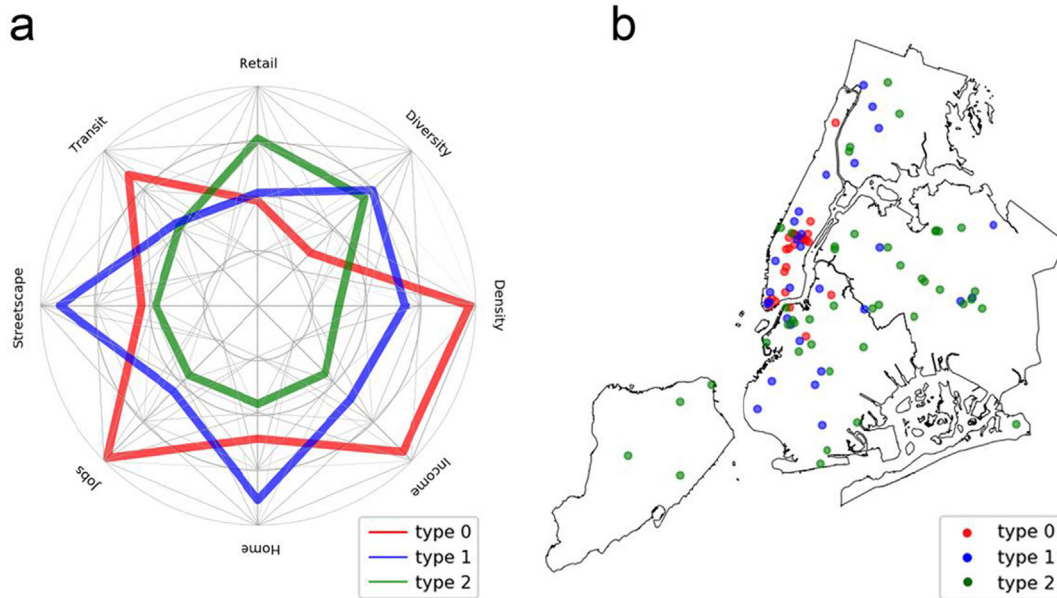 a
b
Retail
Transit
Diversity
Streetscape
Density
Jobs
Income
Home
type 0
type 1
type 2
type 0
type 1
type 2